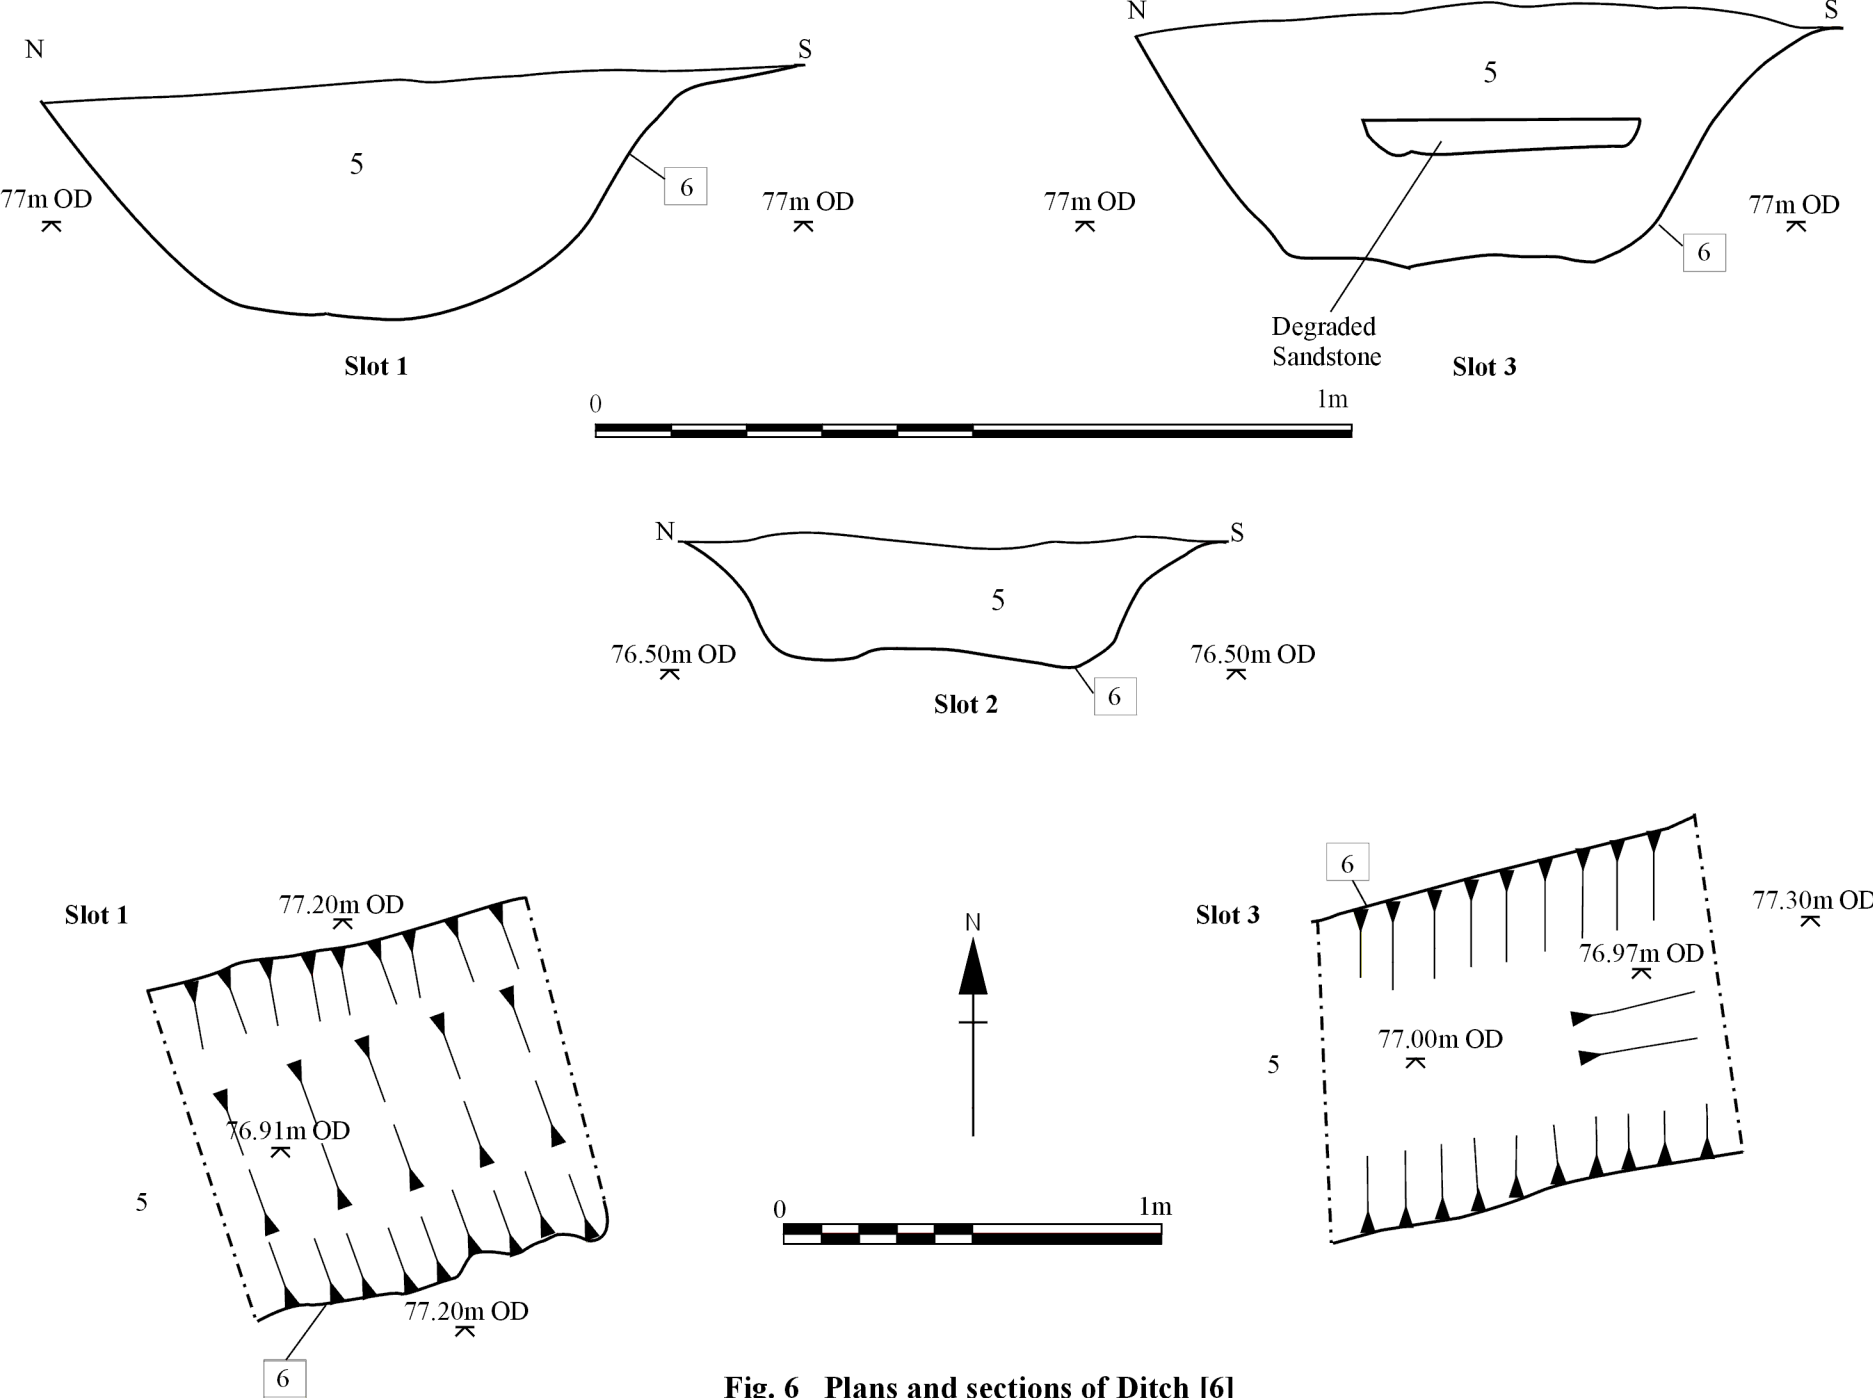 N
S
5
6
77m OD
77m OD
Slot 1
N
S
5
77m OD
77m OD
6
Degraded
Sandstone
Slot 3
0
1m
N
S
5
76.50m OD
76.50m OD
6
Slot 2
Slot 1
77.20m OD
76.91m OD
5
77.20m OD
6
N
0
1m
6
Slot 3
77.30m OD
76.97m OD
77.00m OD
5
Fig. 6 Plans and sections of Ditch [6]